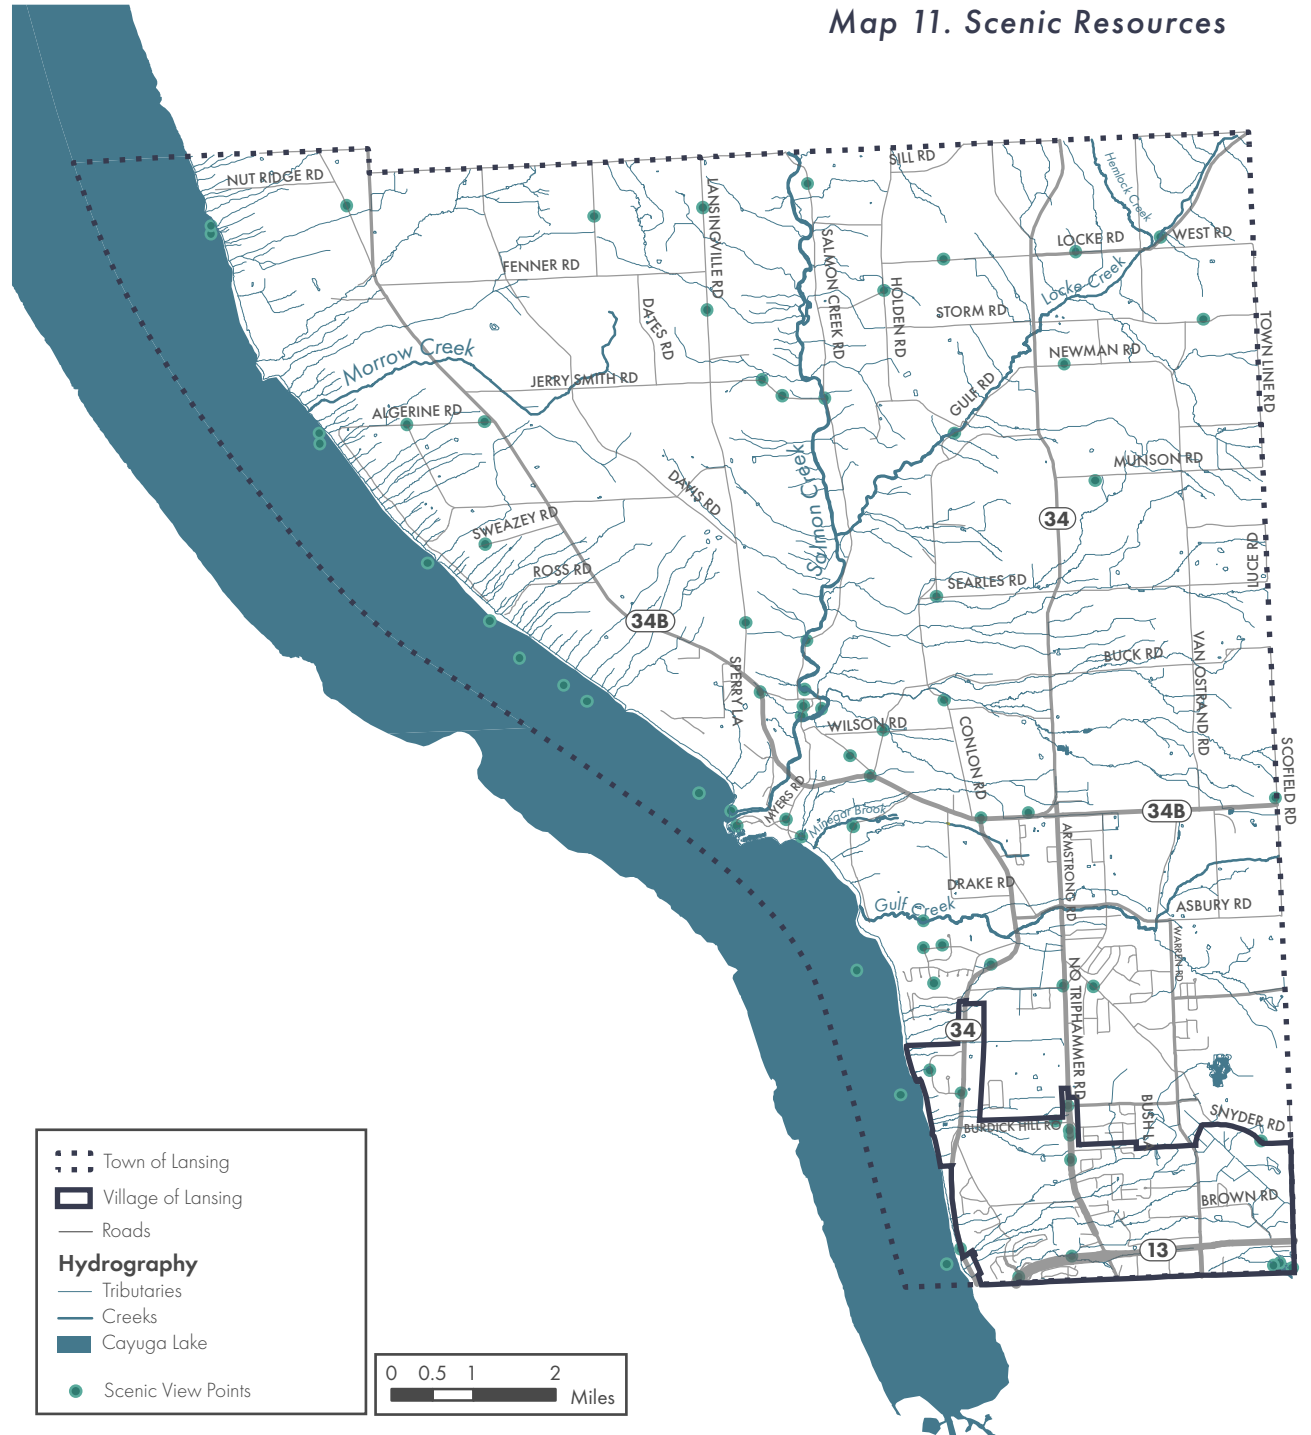 Map 11. Scenic Resources
NUT RIDGE RD
SILL RD
Hemlock Creek
LANSINGVILLE RD
SALMON CREEK RD
LOCKE RD
WEST RD
FENNER RD
Locke Creek
HOLDEN RD
DATES RD
STORM RD
TOWN LINE RD
Morrow Creek
NEWMAN RD
JERRY SMITH RD
GULF RD
ALGERINE RD
MUNSON RD
Salmon Creek
DAVIS RD
34
SWEAZEY RD
LUCE RD
ROSS RD
SEARLES RD
34B
SPERRY LA
BUCK RD
VAN OSTRAND RD
WILSON RD
CONLON RD
SCOFIELD RD
MYERS RD
Minegar Brook
34B
ARMSTRONG RD
DRAKE RD
Gulf Creek
ASBURY RD
WARREN RD
NO TRIPHAMMER RD
34
BUSH LA
SNYDER RD
BURDICK HILL RD
BROWN RD
13
Town of Lansing
Village of Lansing
Roads
Hydrography
Tributaries
Creeks
Cayuga Lake
Scenic View Points
0 0.5 1 2
Miles